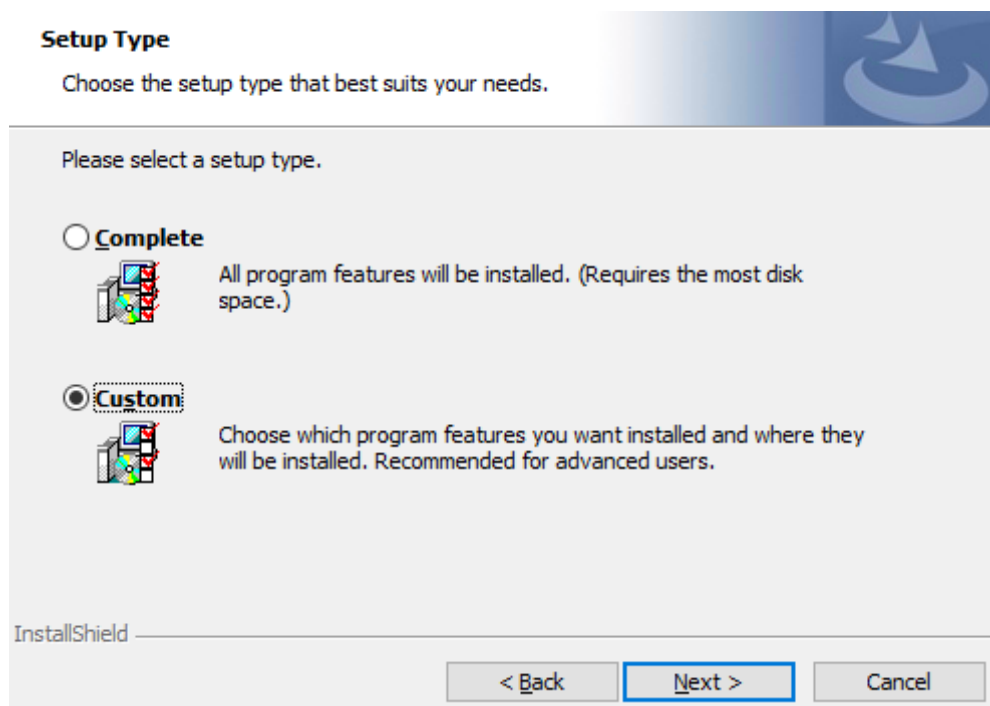 Setup Type
Choose the setup type that best suits your needs.
Please select a setup type.
Complete
All program features will be installed. (Requires the most disk
space.)
Custom
Choose which program features you want installed and where they
will be installed. Recommended for advanced users.
InstallShield
< Back
Next >
Cancel